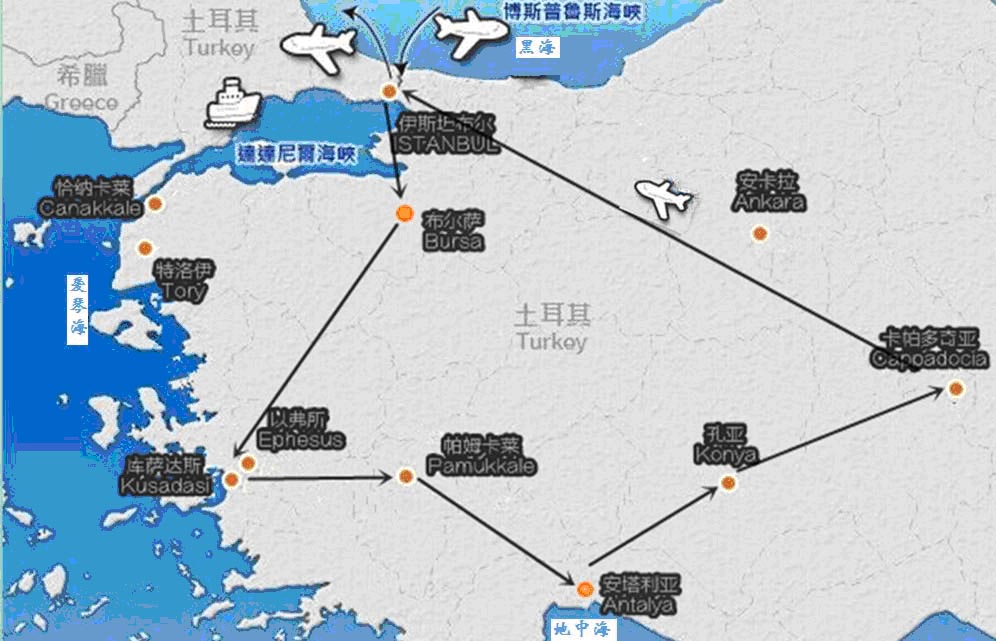 博斯普鲁斯海峽
土耳其
Turkey
黑海
希臘
Greece
伊斯坦布尔
ISTANBUL
達達尼爾海峽
恰纳卡莱
Canakkale
安卡拉
Ankara
布尔萨
Bursa
特洛伊
Tory
爱琴海
土耳其
Turkey
卡帕多奇亚
Cappadocia
以弗所
Ephesus
孔亚
Konya
帕姆卡莱
Pamukkale
库萨达斯
Kusadasi
安塔利亚
Antalya
地中海